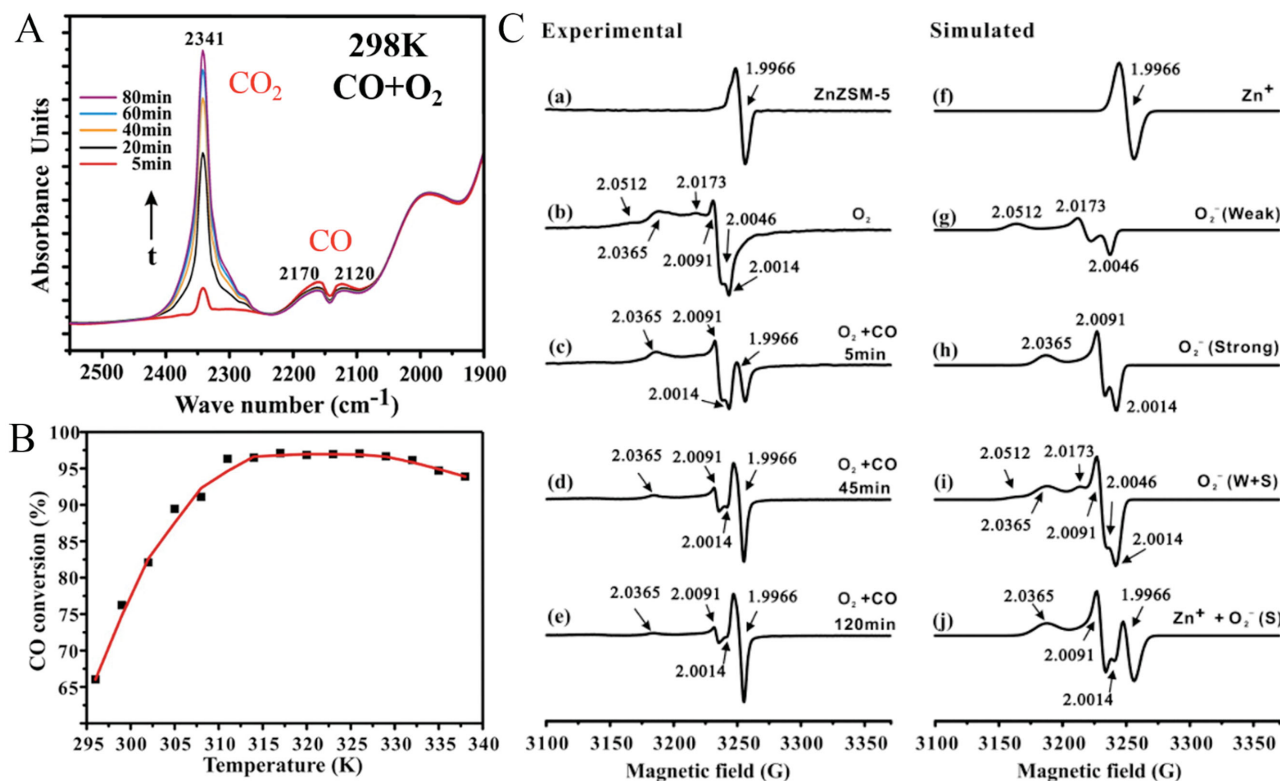 A
2341
298K
CO+O₂
CO₂
80min
60min
40min
20min
5min
t
CO
2170
2120
Absorbance Units
2500
2400
2300
2200
2100
2000
1900
Wave number (cm⁻¹)
B
100
95
90
85
80
75
70
65
CO conversion (%)
295
300
305
310
315
320
325
330
335
340
Temperature (K)
C
Experimental
(a)
1.9966
ZnZSM-5
(b)
2.0512
2.0173
2.0046
O₂
2.0365
2.0091
2.0014
(c)
2.0365
2.0091
1.9966
O₂ +CO
5min
2.0014
(d)
2.0365
2.0091
1.9966
O₂ +CO
45min
2.0014
(e)
2.0365
2.0091
1.9966
O₂ +CO
120min
2.0014
3100
3150
3200
3250
3300
3350
Magnetic field (G)
Simulated
(f)
1.9966
Zn⁺
(g)
2.0512
2.0173
O₂⁻(Weak)
2.0046
(h)
2.0365
2.0091
O₂⁻(Strong)
2.0014
(i)
2.0512
2.0173
2.0046
O₂⁻(W+S)
2.0365
2.0091
2.0014
(j)
2.0365
1.9966
Zn⁺ + O₂⁻(S)
2.0091
2.0014
3100
3150
3200
3250
3300
3350
Magnetic field (G)